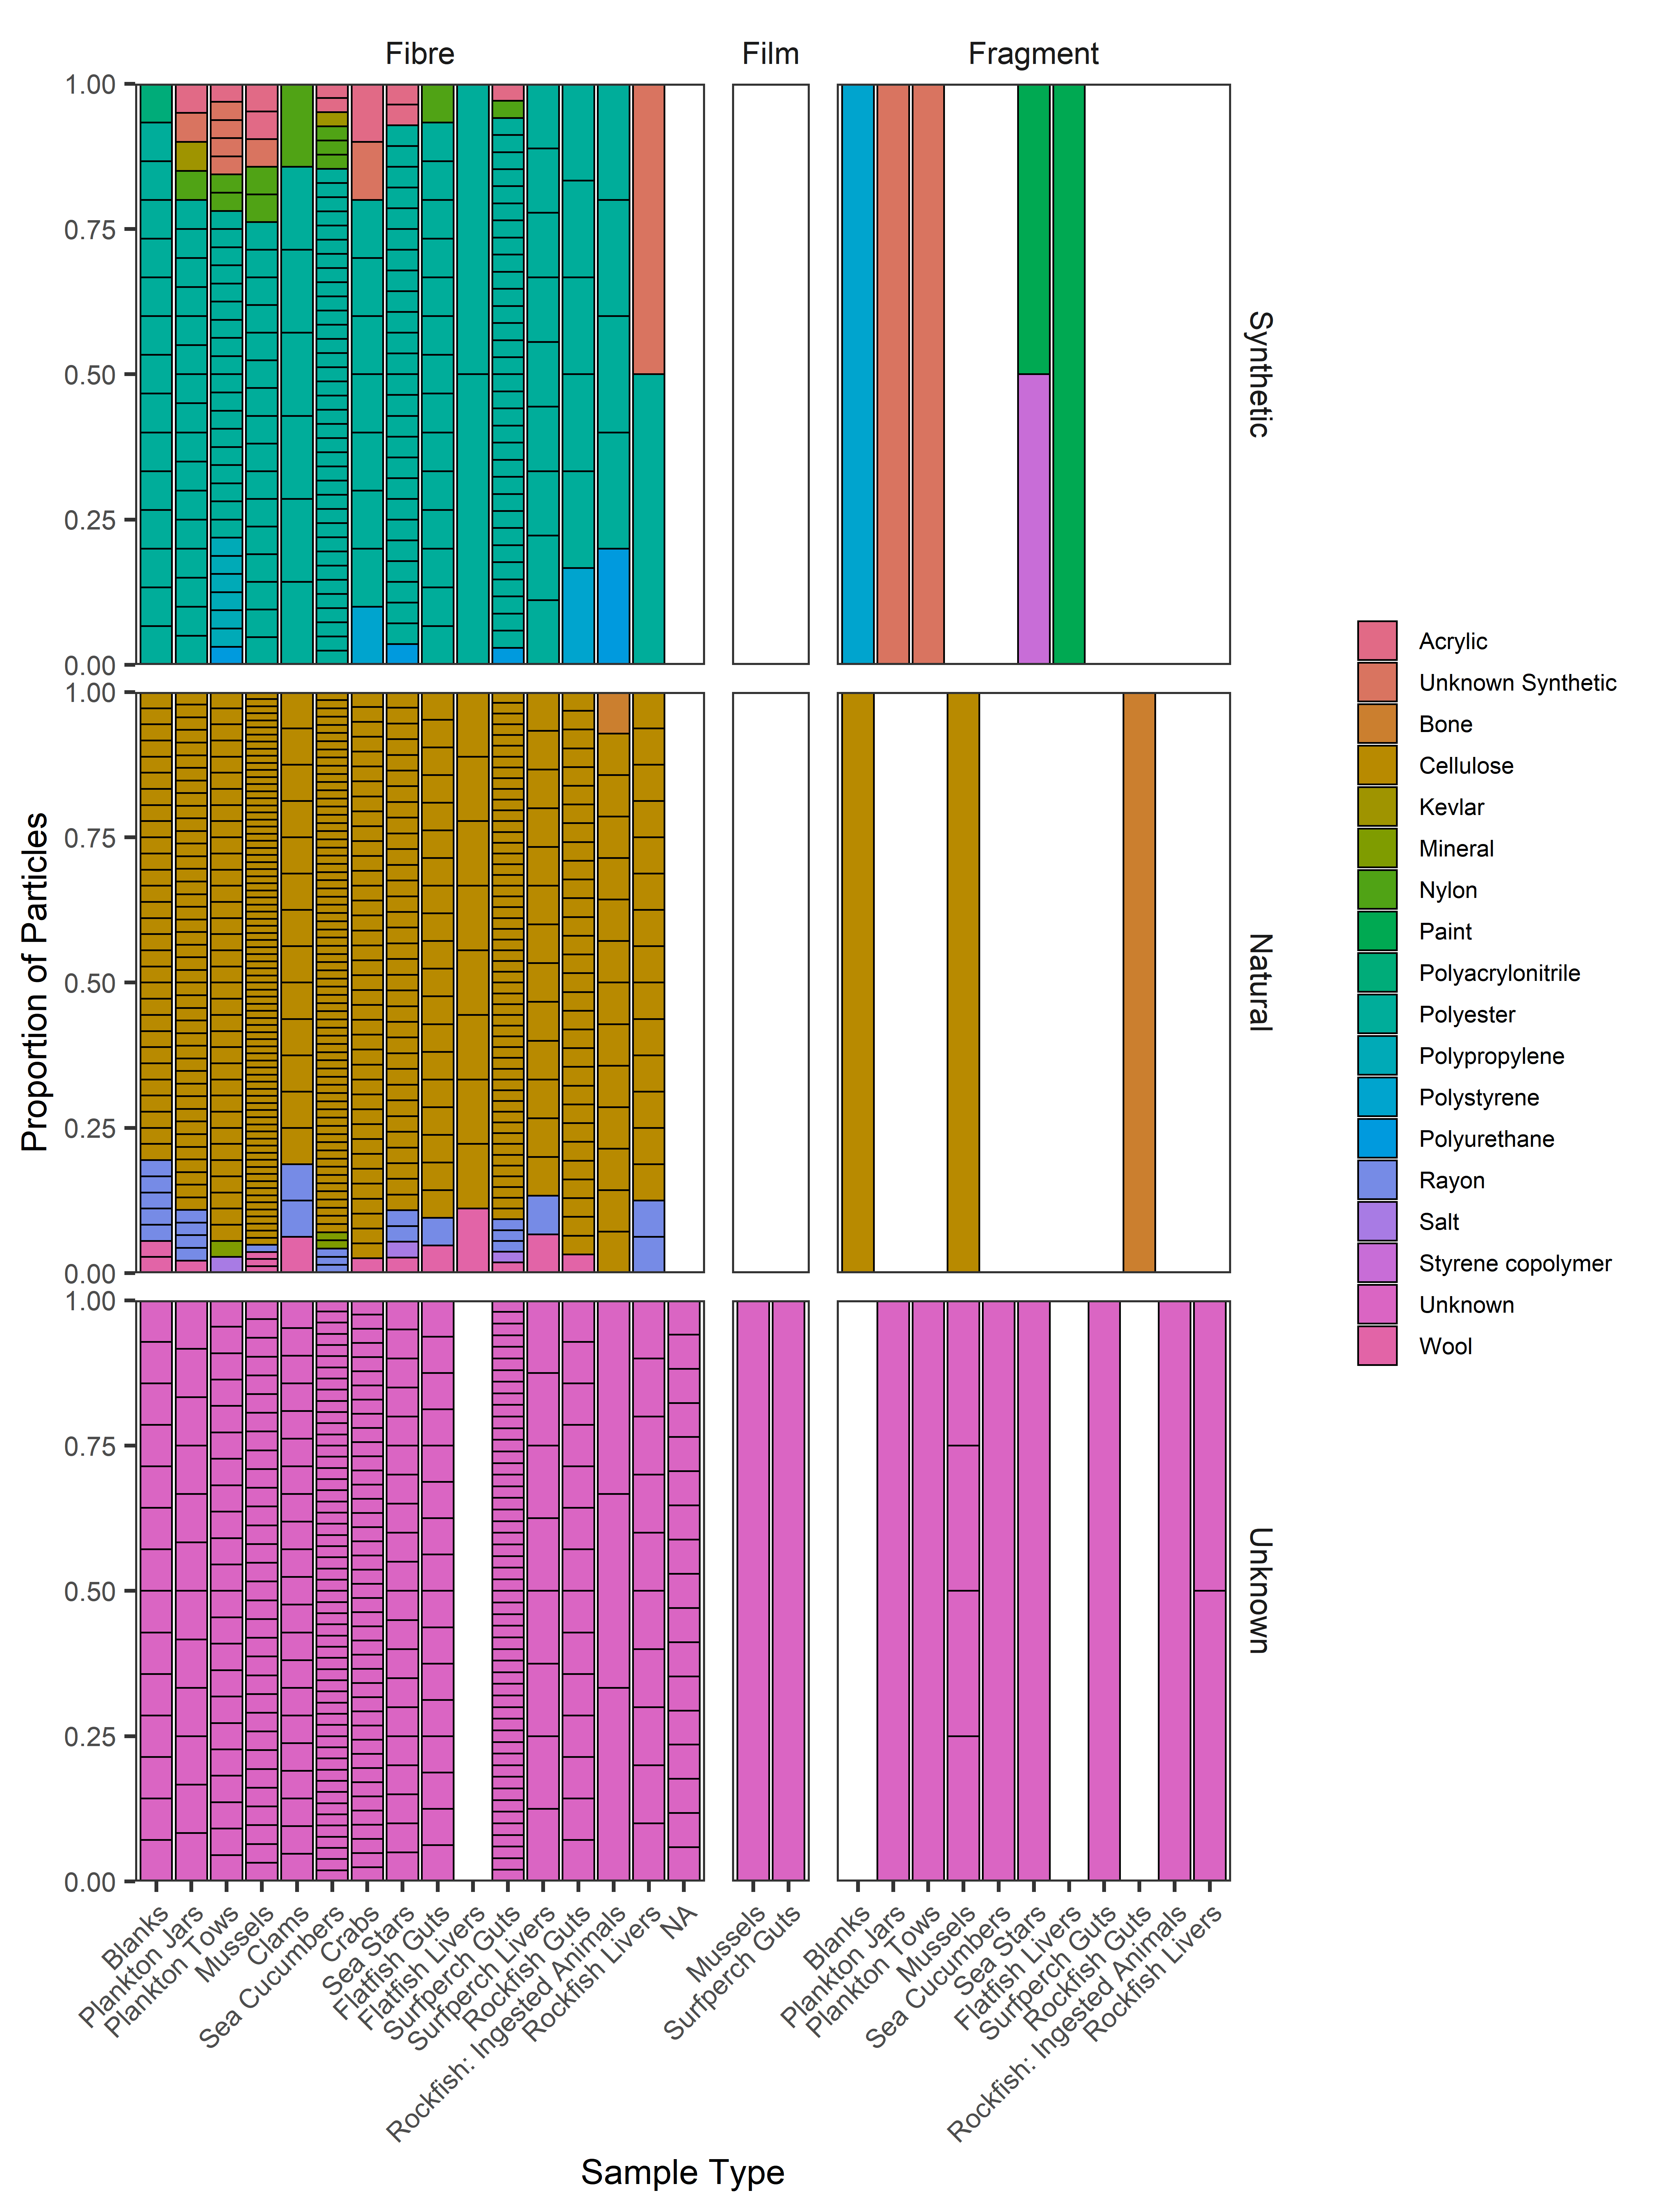 Fibre Film Fragment
1.00
0.75
0.50
0.25
0.00
Synthetic
1.00
0.75
0.50
0.25
0.00
Natural
1.00
0.75
0.50
0.25
0.00
Unknown
Proportion of Particles
Blanks
Plankton Jars
Plankton Tows
Mussels
Clams
Sea Cucumbers
Crabs
Sea Stars
Flatfish Guts
Flatfish Livers
Surfperch Guts
Surfperch Livers
Rockfish Guts
Rockfish: Ingested Animals
Rockfish Livers
NA
Mussels
Surfperch Guts
Blanks
Plankton Jars
Plankton Tows
Mussels
Sea Cucumbers
Sea Stars
Flatfish Livers
Surfperch Guts
Rockfish Guts
Rockfish: Ingested Animals
Rockfish Livers
Sample Type
Acrylic
Unknown Synthetic
Bone
Cellulose
Kevlar
Mineral
Nylon
Paint
Polyacrylonitrile
Polyester
Polypropylene
Polystyrene
Polyurethane
Rayon
Salt
Styrene copolymer
Unknown
Wool